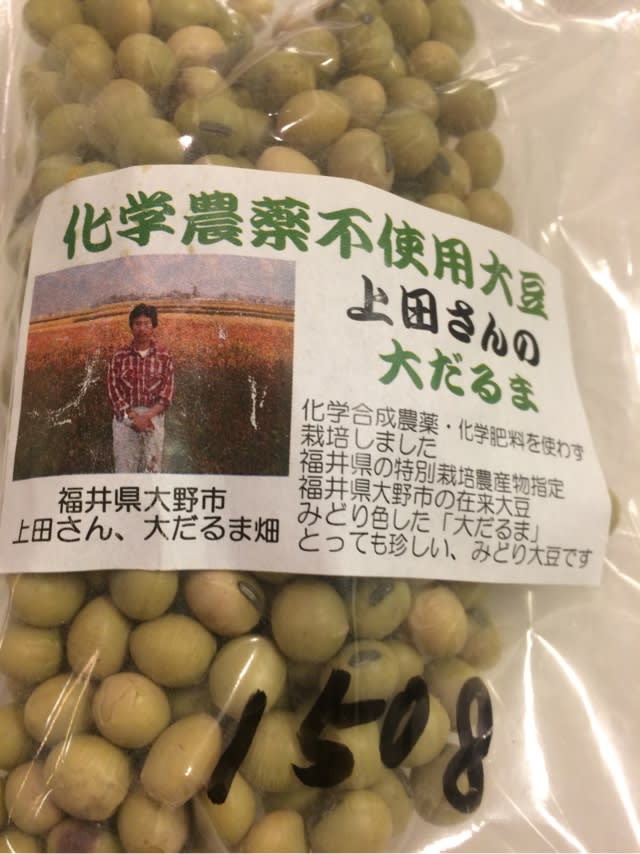 化学農薬不使用大豆
上田さんの
大だるま
化学合成農薬・化学肥料を使わず
栽培しました
福井県の特別栽培農産物指定
福井県大野市の在来大豆
みどり色した「大だるま」
とっても珍しい、みどり大豆です
福井県大野市
上田さん、大だるま畑
1508